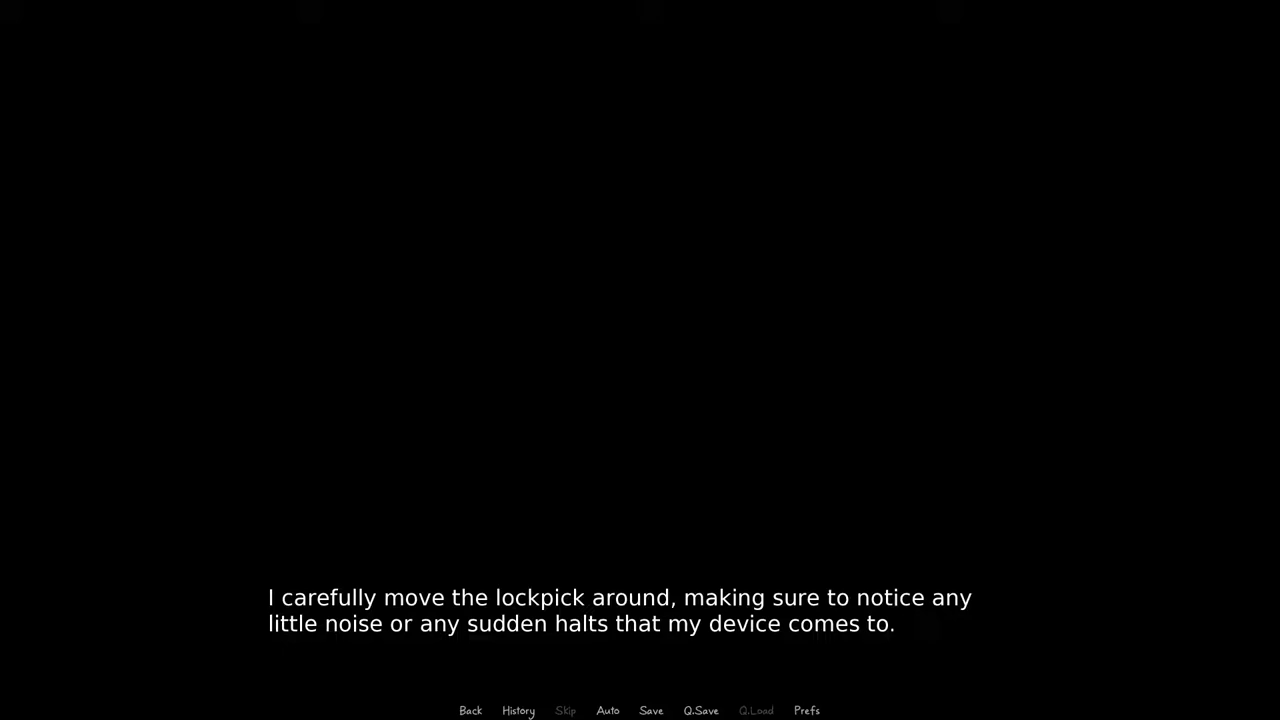 I carefully move the lockpick around, making sure to notice any
little noise or any sudden halts that my device comes to.
Back History Skip Auto Save Q.Save Q.Load Prefs